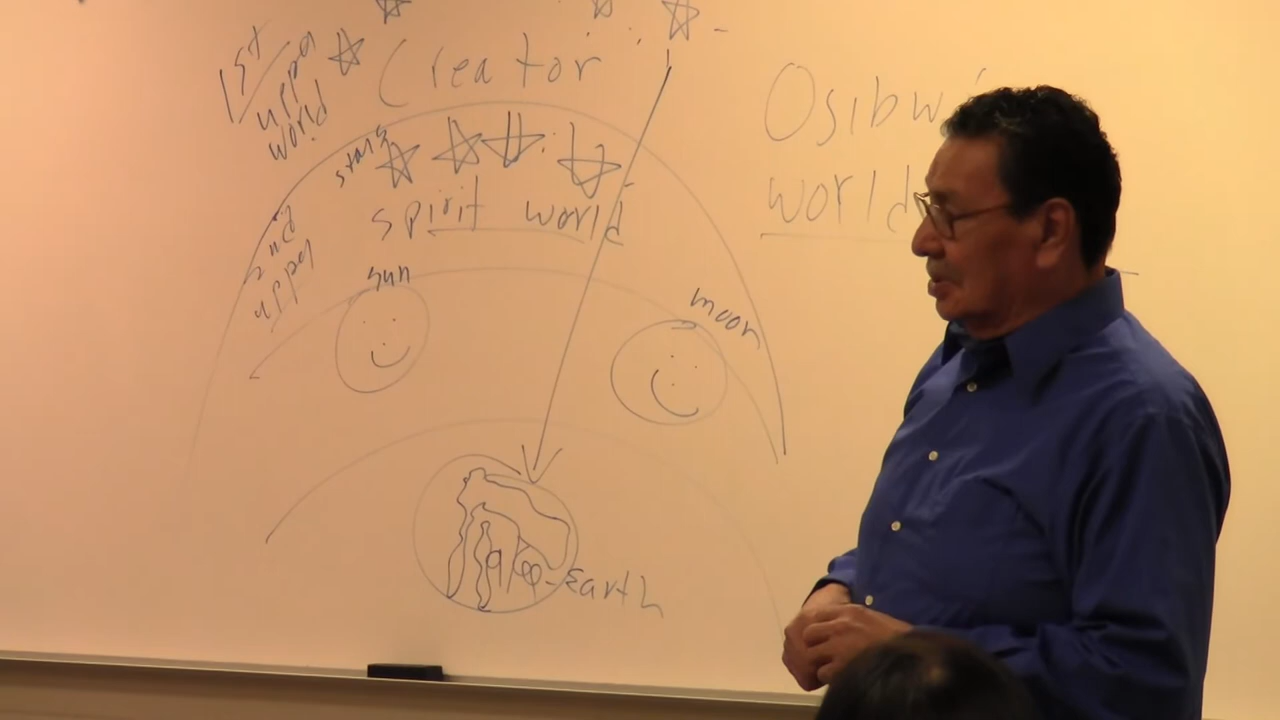 1st
upper
world
Creator
stars
spirit world
2nd
upper
sun
moon
Earth
Osibw
world